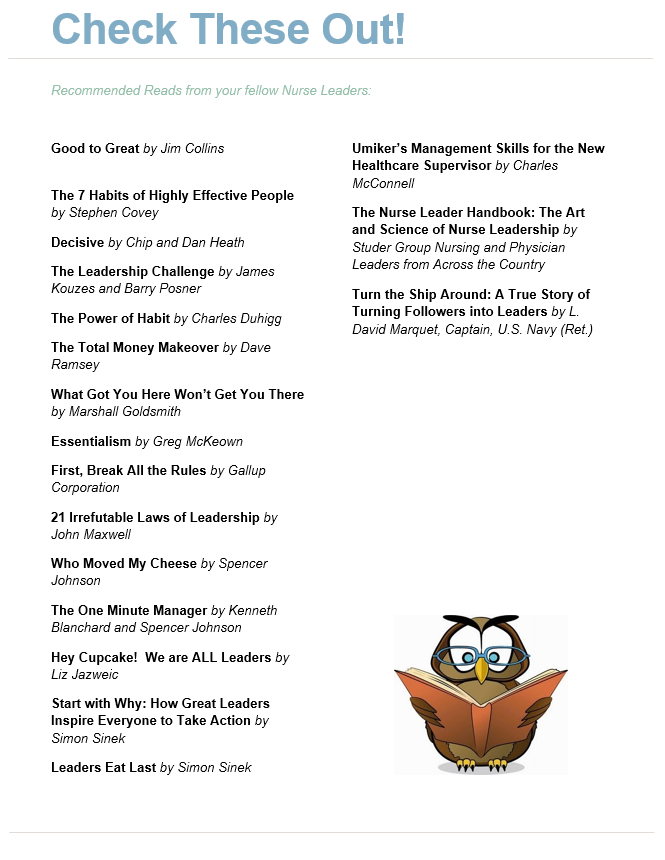 Check These Out!
Recommended Reads from your fellow Nurse Leaders:
Good to Great by Jim Collins
The 7 Habits of Highly Effective People
by Stephen Covey
Decisive by Chip and Dan Heath
The Leadership Challenge by James
Kouzes and Barry Posner
The Power of Habit by Charles Duhigg
The Total Money Makeover by Dave
Ramsey
What Got You Here Won't Get You There
by Marshall Goldsmith
Essentialism by Greg McKeown
First, Break All the Rules by Gallup
Corporation
21 Irrefutable Laws of Leadership by
John Maxwell
Who Moved My Cheese by Spencer
Johnson
The One Minute Manager by Kenneth
Blanchard and Spencer Johnson
Hey Cupcake!  We are ALL Leaders by
Liz Jazweic
Start with Why: How Great Leaders
Inspire Everyone to Take Action by
Simon Sinek
Leaders Eat Last by Simon Sinek
Umiker's Management Skills for the New
Healthcare Supervisor by Charles
McConnell
The Nurse Leader Handbook: The Art
and Science of Nurse Leadership by
Studer Group Nursing and Physician
Leaders from Across the Country
Turn the Ship Around: A True Story of
Turning Followers into Leaders by L.
David Marquet, Captain, U.S. Navy (Ret.)